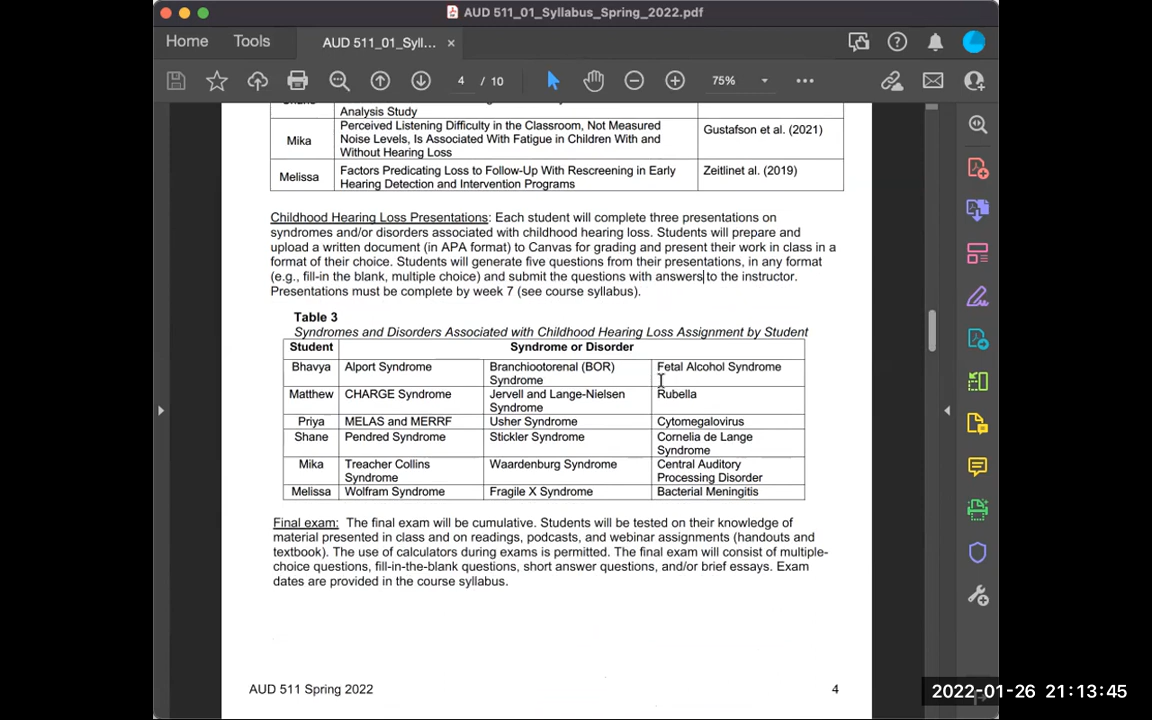 AUD 511_01_Syllabus_Spring_2022.pdf
Home Tools AUD 511_01_Syll... ×
4 / 10 75%
Analysis Study
Mika Perceived Listening Difficulty in the Classroom, Not Measured Noise Levels, Is Associated With Fatigue in Children With and Without Hearing Loss Gustafson et al. (2021)
Melissa Factors Predicating Loss to Follow-Up With Rescreening in Early Hearing Detection and Intervention Programs Zeitlinet al. (2019)
Childhood Hearing Loss Presentations: Each student will complete three presentations on
syndromes and/or disorders associated with childhood hearing loss. Students will prepare and
upload a written document (in APA format) to Canvas for grading and present their work in class in a
format of their choice. Students will generate five questions from their presentations, in any format
(e.g., fill-in the blank, multiple choice) and submit the questions with answers to the instructor.
Presentations must be complete by week 7 (see course syllabus).
Table 3
Syndromes and Disorders Associated with Childhood Hearing Loss Assignment by Student
Student Syndrome or Disorder
Bhavya Alport Syndrome Branchiootorenal (BOR) Syndrome Fetal Alcohol Syndrome
Matthew CHARGE Syndrome Jervell and Lange-Nielsen Syndrome Rubella
Priya MELAS and MERRF Usher Syndrome Cytomegalovirus
Shane Pendred Syndrome Stickler Syndrome Cornelia de Lange Syndrome
Mika Treacher Collins Syndrome Waardenburg Syndrome Central Auditory Processing Disorder
Melissa Wolfram Syndrome Fragile X Syndrome Bacterial Meningitis
Final exam: The final exam will be cumulative. Students will be tested on their knowledge of
material presented in class and on readings, podcasts, and webinar assignments (handouts and
textbook). The use of calculators during exams is permitted. The final exam will consist of multiple-
choice questions, fill-in-the-blank questions, short answer questions, and/or brief essays. Exam
dates are provided in the course syllabus.
AUD 511 Spring 2022 4
2022-01-26 21:13:45